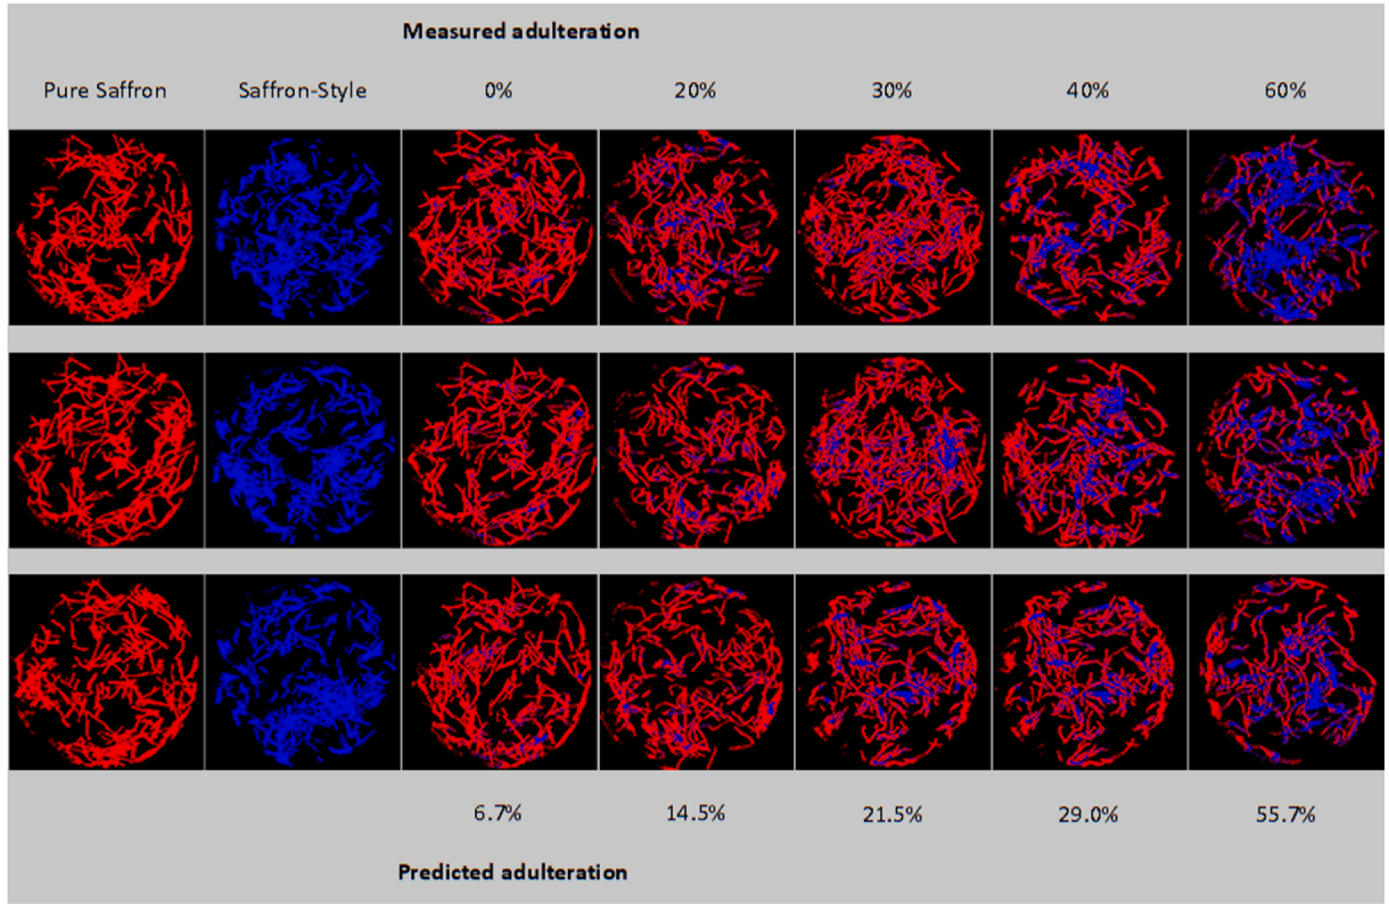 Measured adulteration
Pure Saffron Saffron-Style 0% 20% 30% 40% 60%
6.7% 14.5% 21.5% 29.0% 55.7%
Predicted adulteration